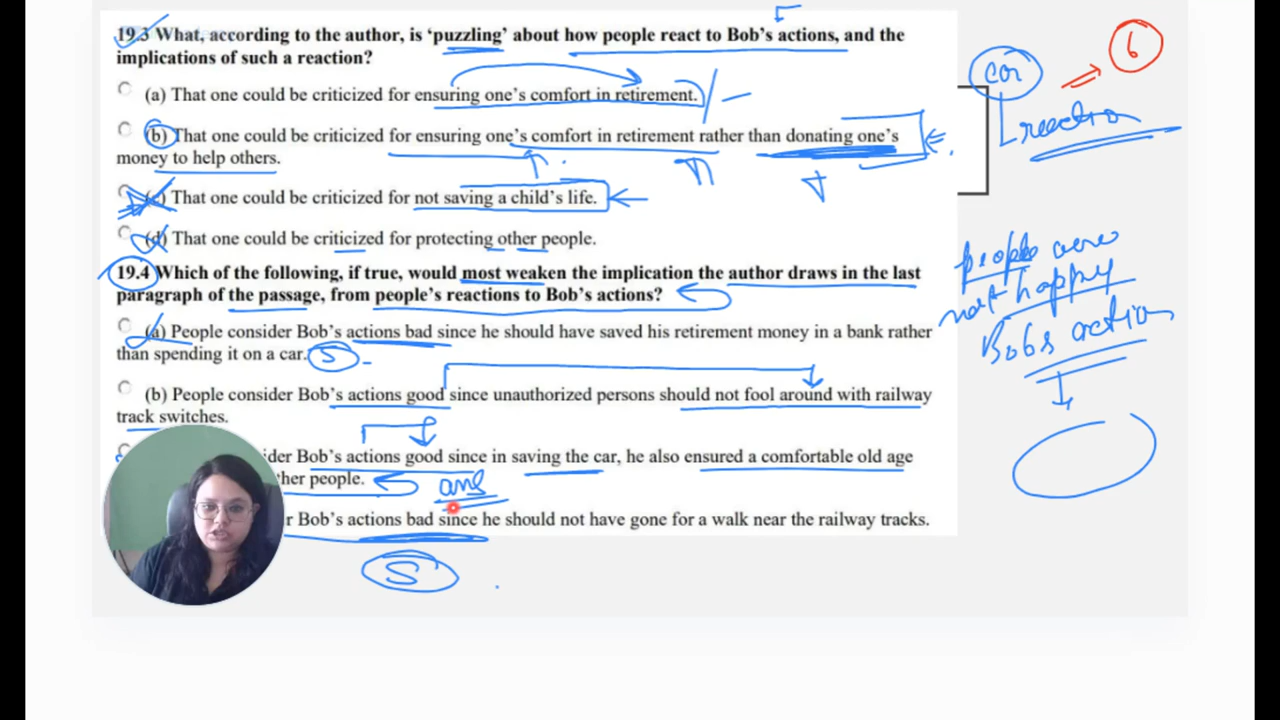 19.3 What, according to the author, is ‘puzzling’ about how people react to Bob’s actions, and the
implications of such a reaction?
(a) That one could be criticized for ensuring one’s comfort in retirement.
(b) That one could be criticized for ensuring one’s comfort in retirement rather than donating one’s
money to help others.
(c) That one could be criticized for not saving a child’s life.
(d) That one could be criticized for protecting other people.
19.4 Which of the following, if true, would most weaken the implication the author draws in the last
paragraph of the passage, from people’s reactions to Bob’s actions?
(a) People consider Bob’s actions bad since he should have saved his retirement money in a bank rather
than spending it on a car. S
(b) People consider Bob’s actions good since unauthorized persons should not fool around with railway
track switches.
der Bob’s actions good since in saving the car, he also ensured a comfortable old age
her people. ans
r Bob’s actions bad since he should not have gone for a walk near the railway tracks.
S
6
reaction
people were
not happy
Bobs action